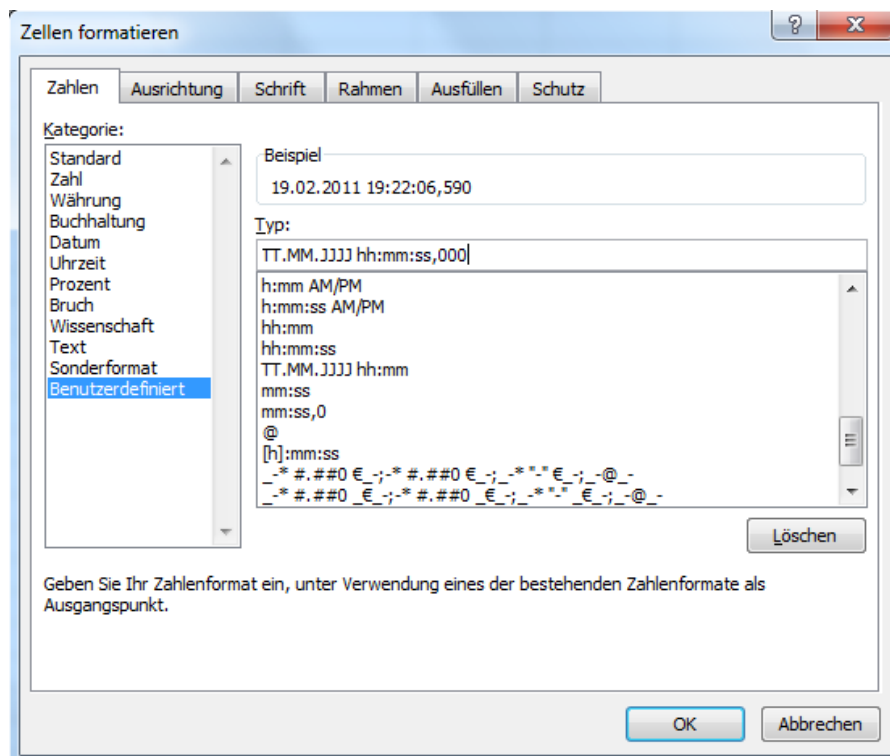 Zellen formatieren
Zahlen Ausrichtung Schrift Rahmen Ausfüllen Schutz
Kategorie:
Standard
Zahl
Währung
Buchhaltung
Datum
Uhrzeit
Prozent
Bruch
Wissenschaft
Text
Sonderformat
Benutzerdefiniert
Beispiel
19.02.2011 19:22:06,590
Typ:
TT.MM.JJJJ hh:mm:ss,000
h:mm AM/PM
h:mm:ss AM/PM
hh:mm
hh:mm:ss
TT.MM.JJJJ hh:mm
mm:ss
mm:ss,0
@
[h]:mm:ss
_-* #.##0 €_-;-* #.##0 €_-;_-* "-" €_-;_-@_-
_-* #.##0 _€_-;-* #.##0 _€_-;_-* "-" _€_-;_-@_-
Löschen
Geben Sie Ihr Zahlenformat ein, unter Verwendung eines der bestehenden Zahlenformate als
Ausgangspunkt.
OK Abbrechen